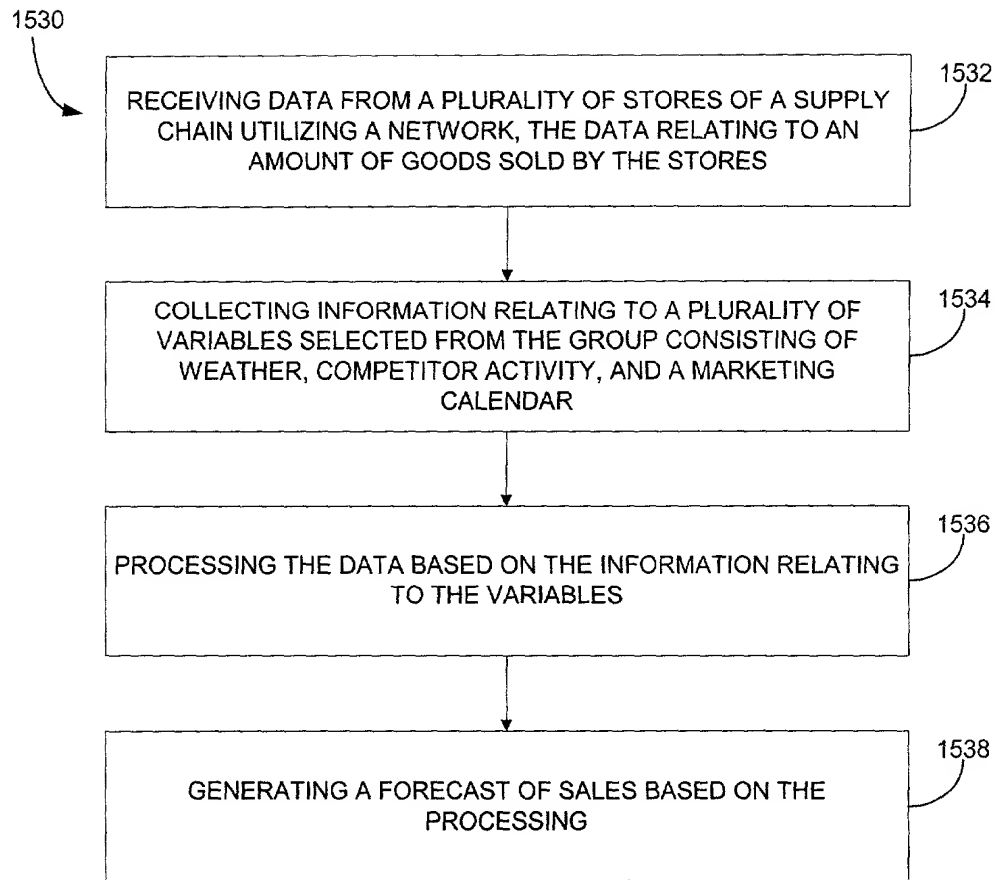 1530
1532
RECEIVING DATA FROM A PLURALITY OF STORES OF A SUPPLY
CHAIN UTILIZING A NETWORK, THE DATA RELATING TO AN
AMOUNT OF GOODS SOLD BY THE STORES
1534
COLLECTING INFORMATION RELATING TO A PLURALITY OF
VARIABLES SELECTED FROM THE GROUP CONSISTING OF
WEATHER, COMPETITOR ACTIVITY, AND A MARKETING
CALENDAR
1536
PROCESSING THE DATA BASED ON THE INFORMATION RELATING
TO THE VARIABLES
1538
GENERATING A FORECAST OF SALES BASED ON THE
PROCESSING